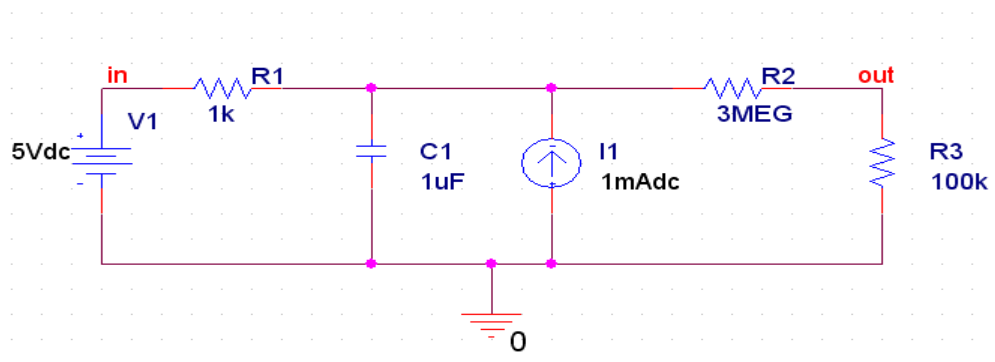 in
R1
1k
V1
5Vdc
+
-
C1
1uF
I1
1mAdc
R2
3MEG
out
R3
100k
0